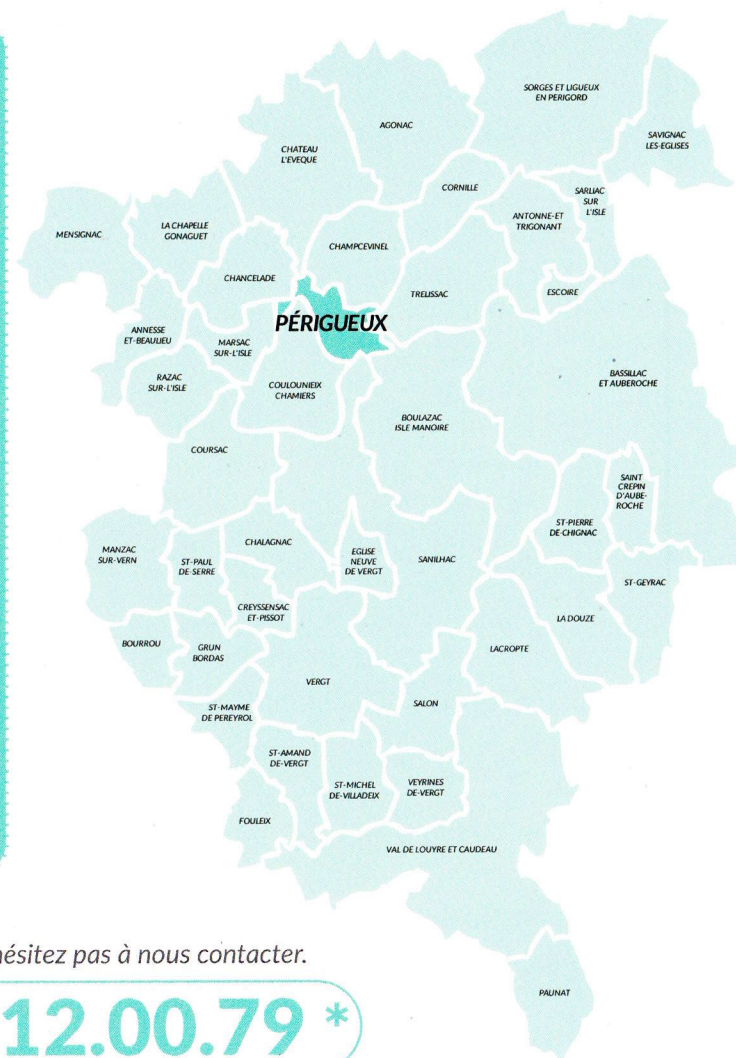 SORGES ET LIGUEUX
EN PERIGORD
AGONAC
SAVIGNAC
LES-EGLISES
CHATEAU
L'EVEQUE
CORNILLE
SARLIAC
SUR
L'ISLE
ANTONNE-ET
TRIGONANT
LA CHAPELLE
GONAGUET
MENSIGNAC
CHAMPCEVINEL
CHANCELADE
TRELISSAC
ESCOIRE
PÉRIGUEUX
ANNESSE
ET-BEAULIEU
MARSAC
SUR-L'ISLE
RAZAC
SUR-L'ISLE
COULOUNIEIX
CHAMIERS
BASSILLAC
ET AUBEROCHE
BOULAZAC
ISLE MANOIRE
COURSAC
SAINT
CREPIN
D'AUBE-
ROCHE
ST-PIERRE
DE-CHIGNAC
MANZAC
SUR-VERN
ST-PAUL
DE-SERRE
CHALAGNAC
EGLISE
NEUVE
DE VERGT
SANILHAC
ST-GEYRAC
CREYSSENSAC
ET-PISSOT
LA DOUZE
BOURROU
GRUN
BORDAS
LACROPTE
VERGT
SALON
ST-MAYME
DE PEREYROL
ST-AMAND
DE-VERGT
ST-MICHEL
DE-VILLADEIX
VEYRINES
DE-VERGT
FOULEIX
VAL DE LOUYRE ET CAUDEAU
PAUNAT
hésitez pas à nous contacter.
12.00.79 *